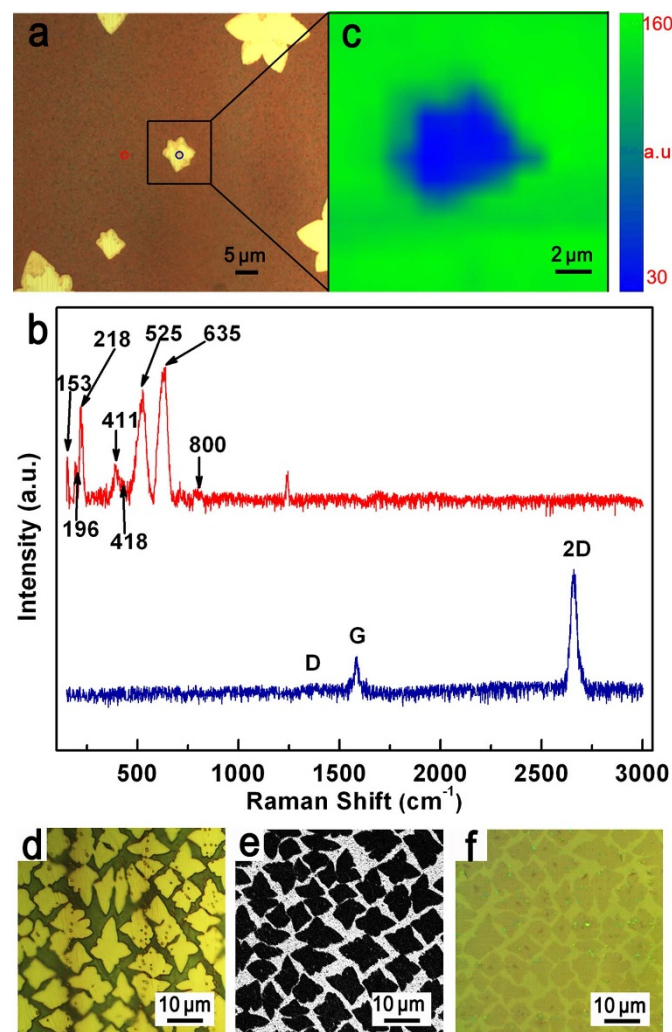 a
5 μm
c
2 μm
160
a.u
30
b
153
218
525
635
411
800
196
418
D
G
2D
Intensity (a.u.)
500
1000
1500
2000
2500
3000
Raman Shift (cm⁻¹)
d
10 μm
e
10 μm
f
10 μm